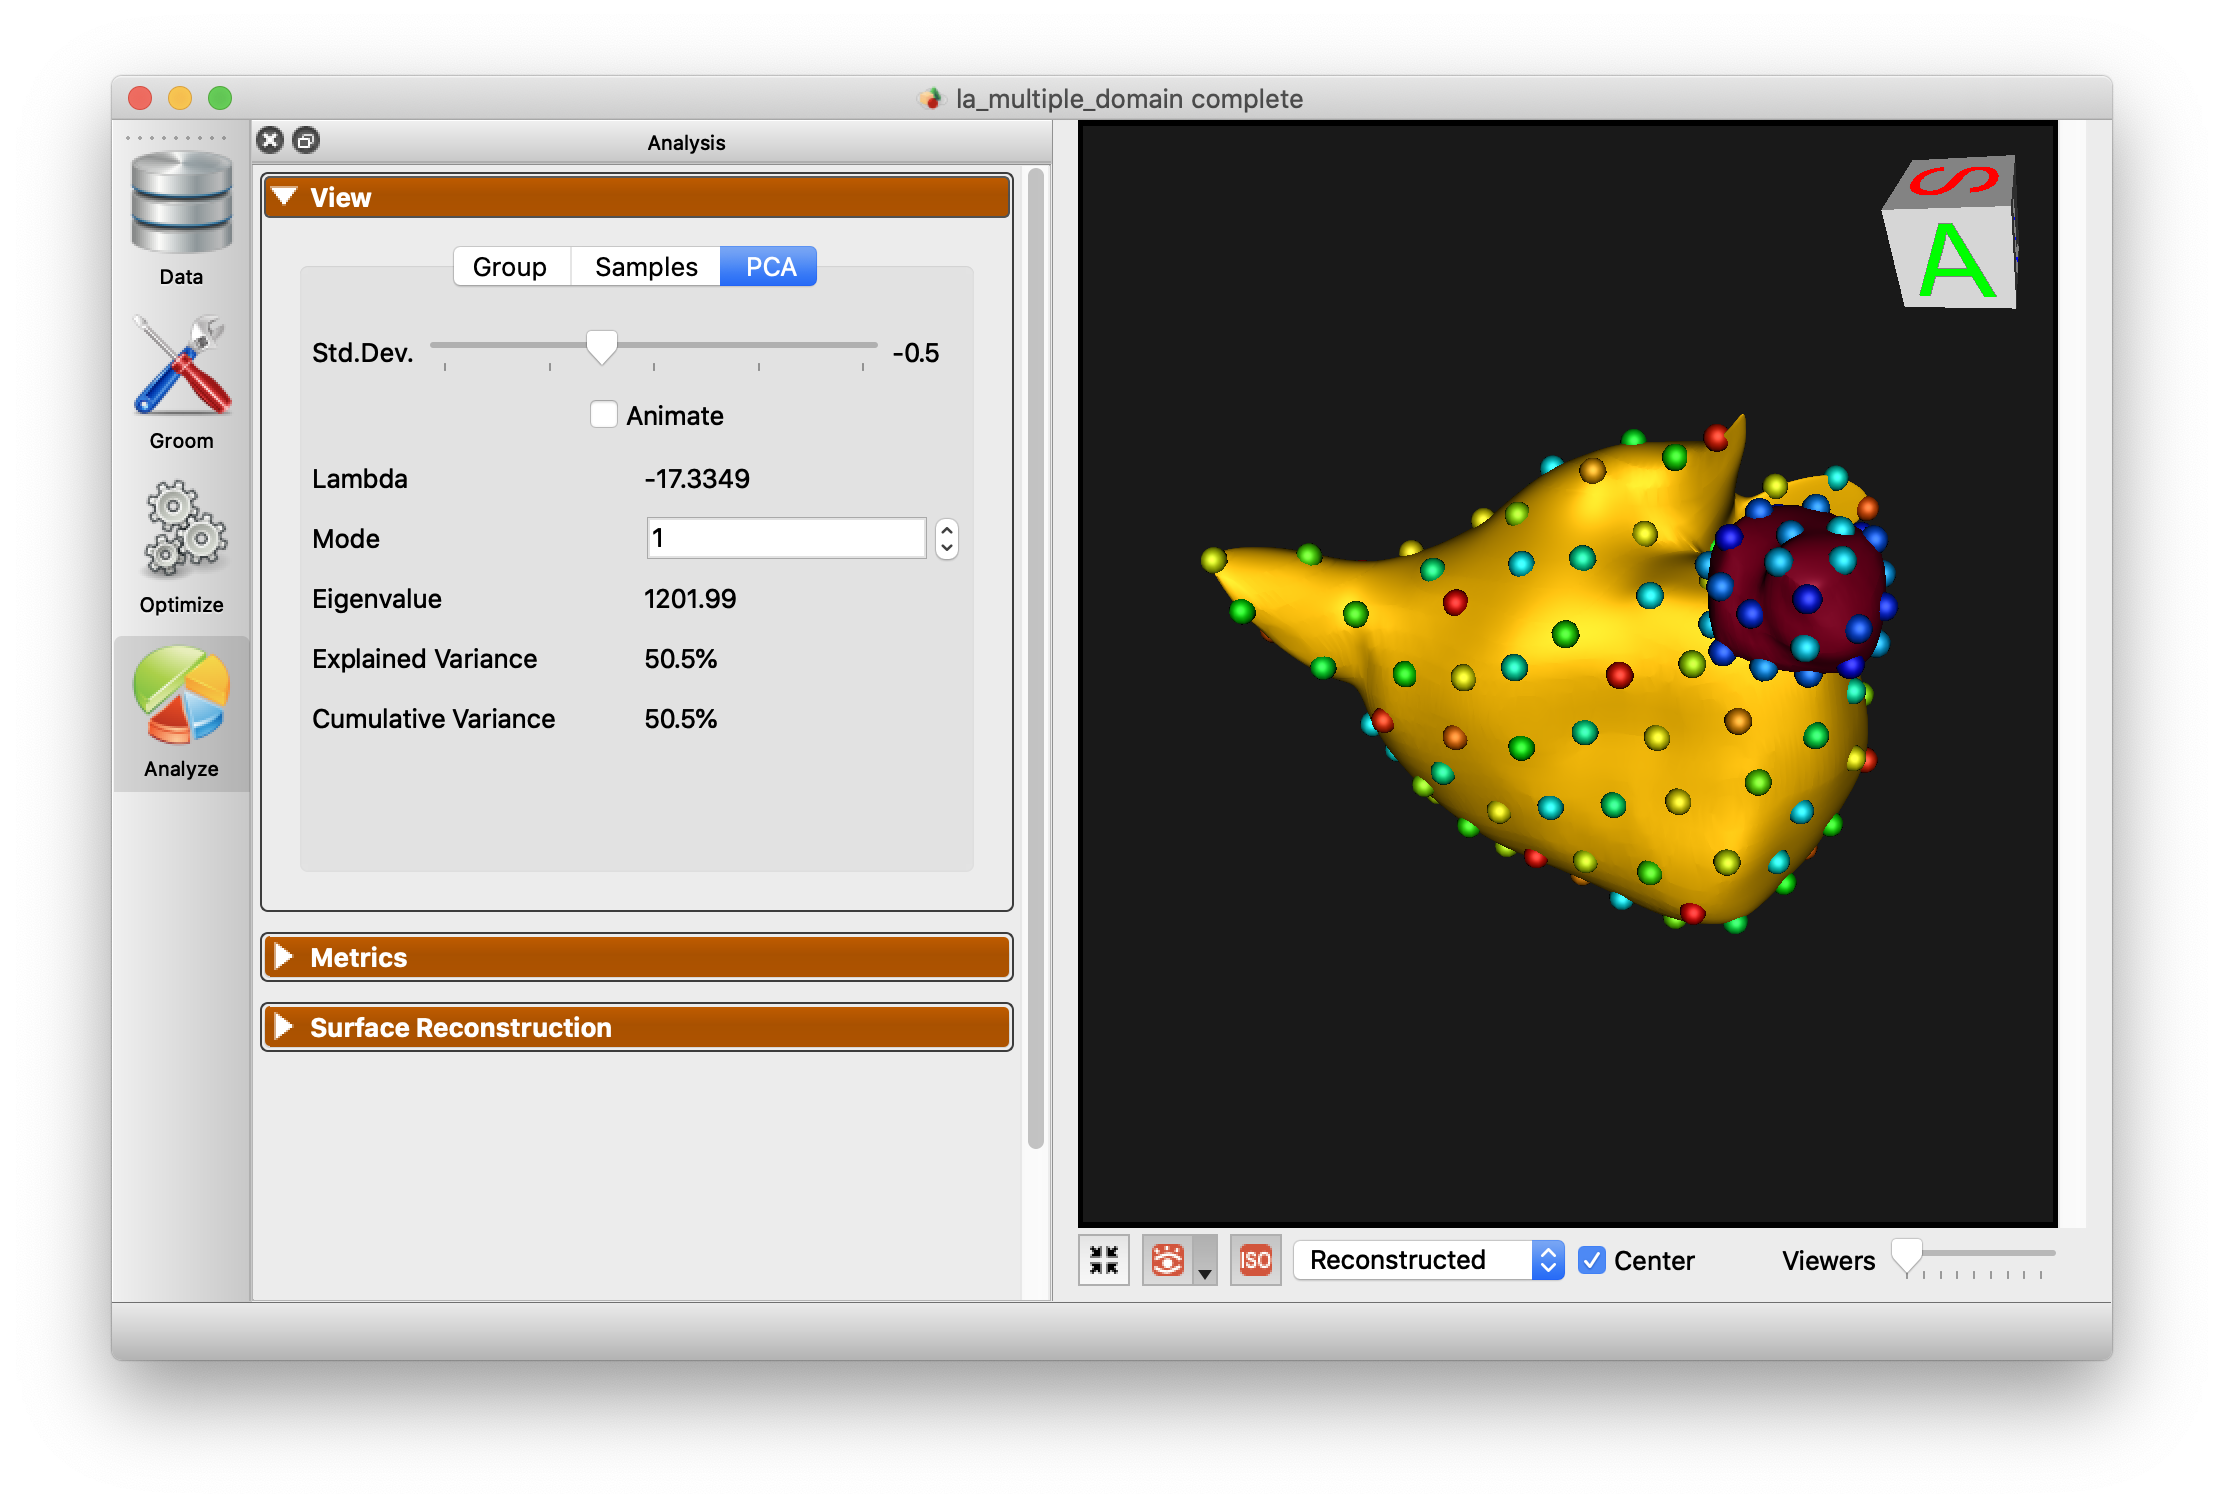 la_multiple_domain complete
Analysis
Data
Groom
Optimize
Analyze
View
Group Samples PCA
Std.Dev. -0.5
Animate
Lambda -17.3349
Mode 1
Eigenvalue 1201.99
Explained Variance 50.5%
Cumulative Variance 50.5%
Metrics
Surface Reconstruction
S
A
ISO Reconstructed Center Viewers